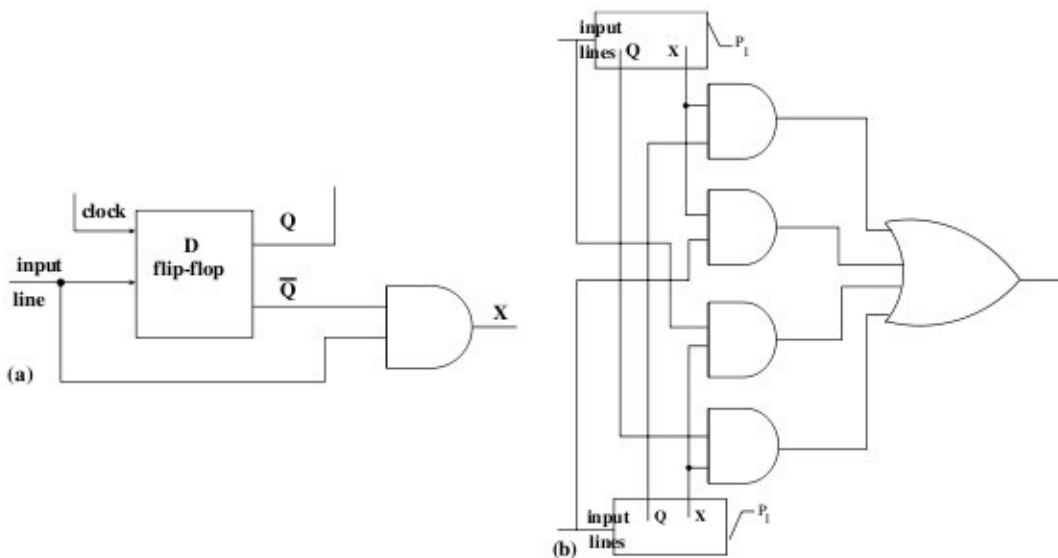 clock
input
line
D
flip-flop
Q
Q̅
X
(a)
input
lines
Q
X
P1
input
lines
Q
X
P1
(b)